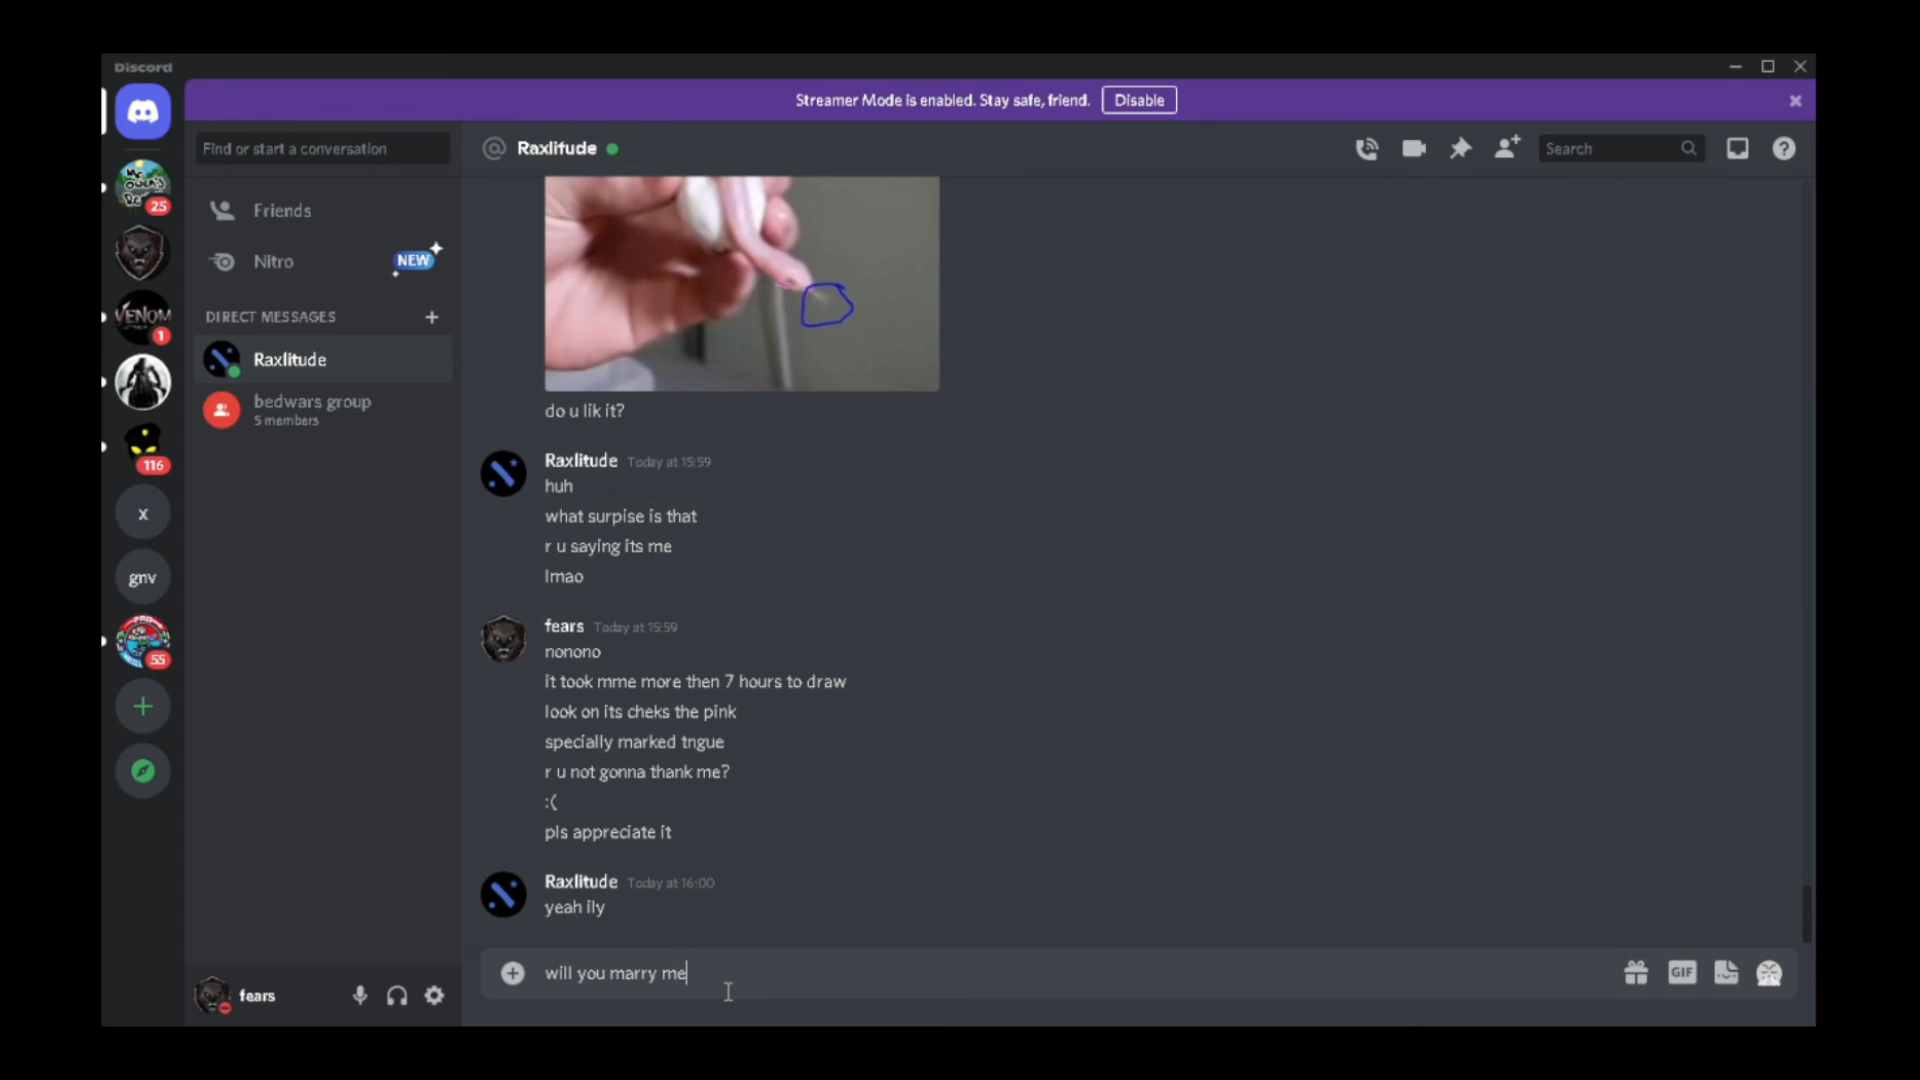 Discord
Streamer Mode is enabled. Stay safe, friend.
Disable
Find or start a conversation
Raxlitude
Search
Mr
Owen's
25
Friends
Nitro
NEW
DIRECT MESSAGES
VENOM
1
Raxlitude
bedwars group
5 members
116
x
gnv
55
do u lik it?
Raxlitude Today at 15:59
huh
what surpise is that
r u saying its me
lmao
fears Today at 15:59
nonono
it took mme more then 7 hours to draw
look on its cheks the pink
specially marked tngue
r u not gonna thank me?
:(
pls appreciate it
Raxlitude Today at 16:00
yeah ily
will you marry me
GIF
fears